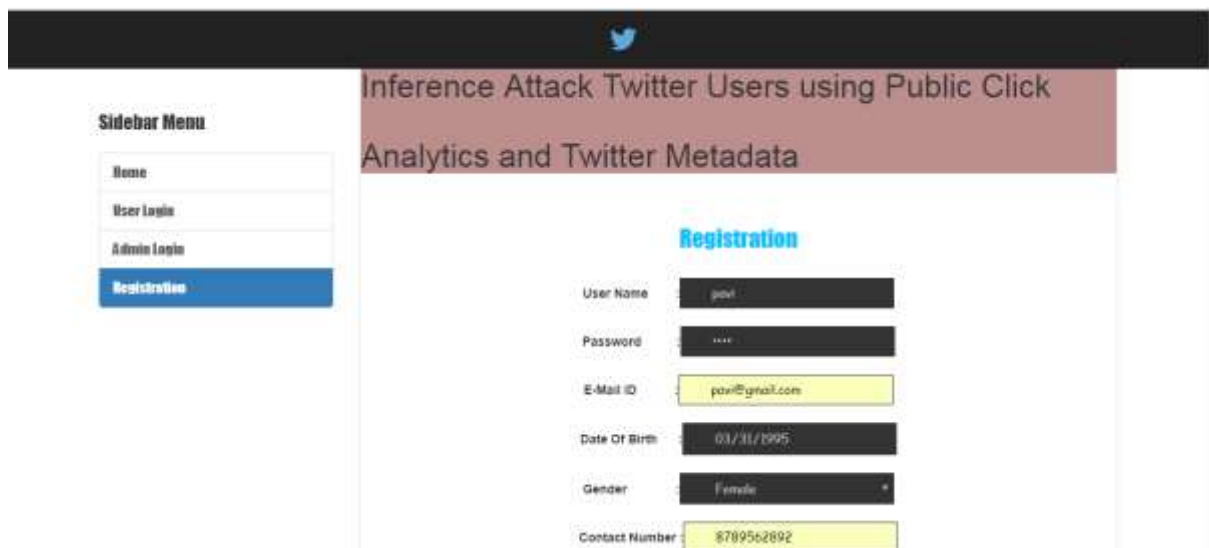 Inference Attack Twitter Users using Public Click
Analytics and Twitter Metadata
Sidebar Menu
Home
User Login
Admin Login
Registration
Registration
User Name : pavi
Password : ····
E-Mail ID : pavi@gmail.com
Date Of Birth : 03/31/1995
Gender : Female
Contact Number : 8789562892